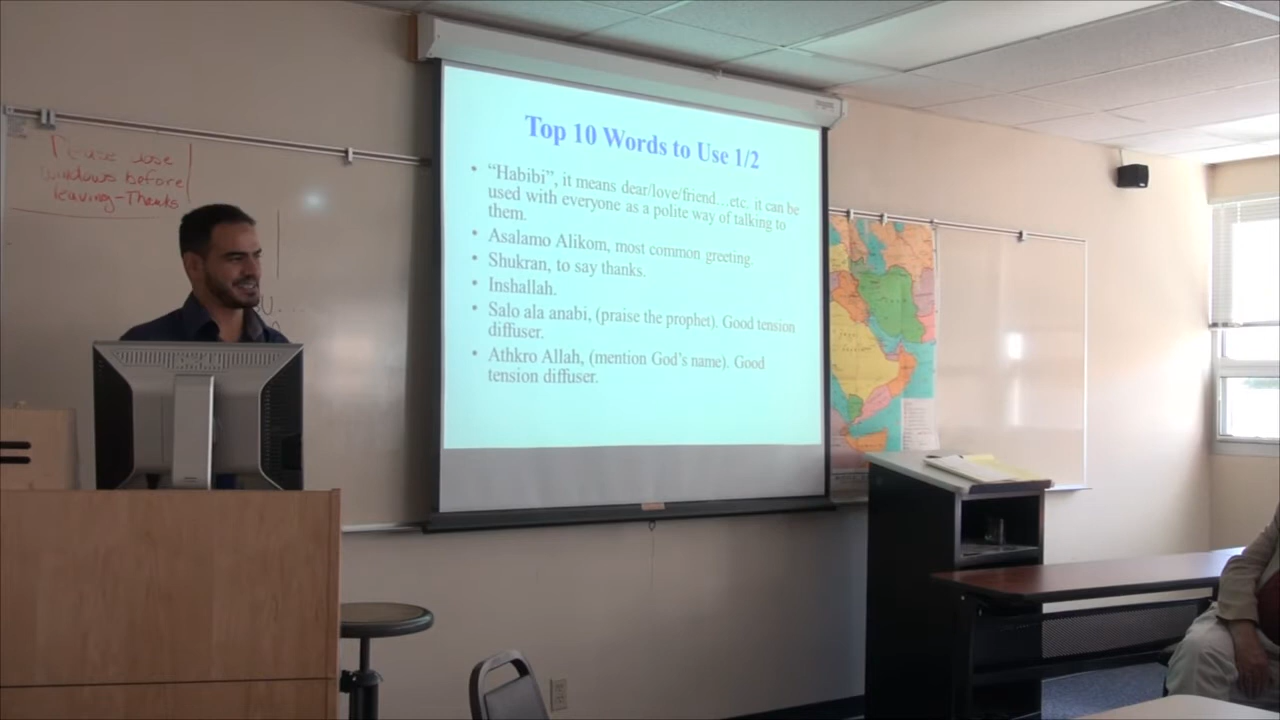 Please close
windows before
leaving-Thanks
Top 10 Words to Use 1/2
• “Habibi”, it means dear/love/friend…etc. it can be
used with everyone as a polite way of talking to
them.
• Asalamo Alikom, most common greeting.
• Shukran, to say thanks.
• Inshallah.
• Salo ala anabi, (praise the prophet). Good tension
diffuser.
• Athkro Allah, (mention God’s name). Good
tension diffuser.